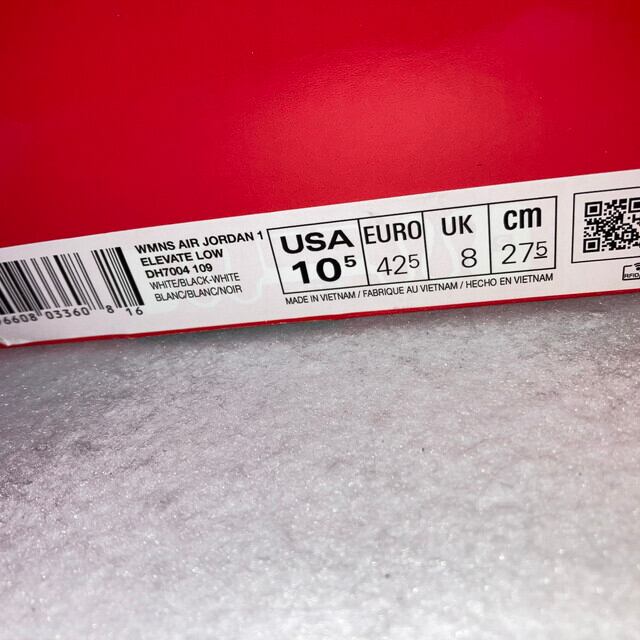 WMNS AIR JORDAN 1
ELEVATE LOW
DH7004 109
WHITE/BLACK-WHITE
BLANC/BLANC/NOIR
6608 03360 8 16
USA
10⁵
EURO
42⁵
UK
8
cm
27⁵
MADE IN VIETNAM / FABRIQUE AU VIETNAM / HECHO EN VIETNAM